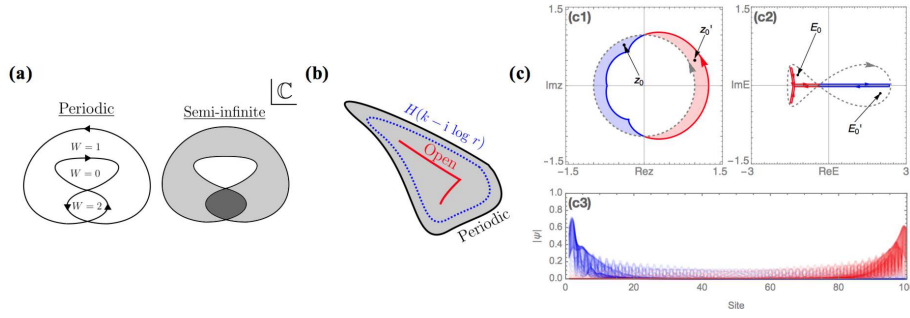 (a)
ℂ
Periodic
Semi-infinite
W = 1
W = 0
W = 2
(b)
H(k − i log r)
Open
Periodic
(c)
(c1)
1.5
Imz
-1.5
Rez
1.5
z₀
z₀'
(c2)
1.5
ImE
-1.5
-3
ReE
3
E₀
E₀'
(c3)
|ψ|
0.8
0.6
0.4
0.2
0.0
0
20
40
60
80
100
Site